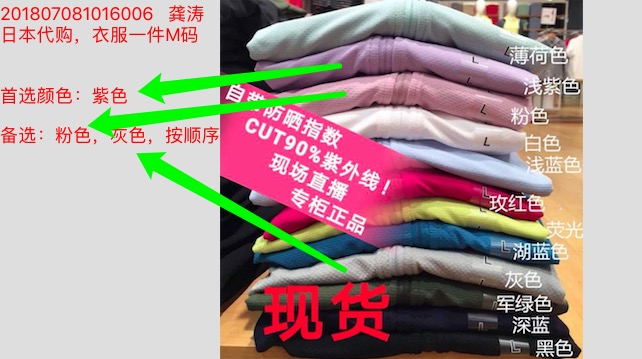 201807081016006 龚涛
日本代购，衣服一件M码
首选颜色：紫色
备选：粉色，灰色，按顺序
自带防晒指数
CUT90%紫外线！
现场直播
专柜正品
薄荷色
浅紫色
粉色
白色
浅蓝色
玫红色
荧光
湖蓝色
灰色
军绿色
深蓝
黑色
现货